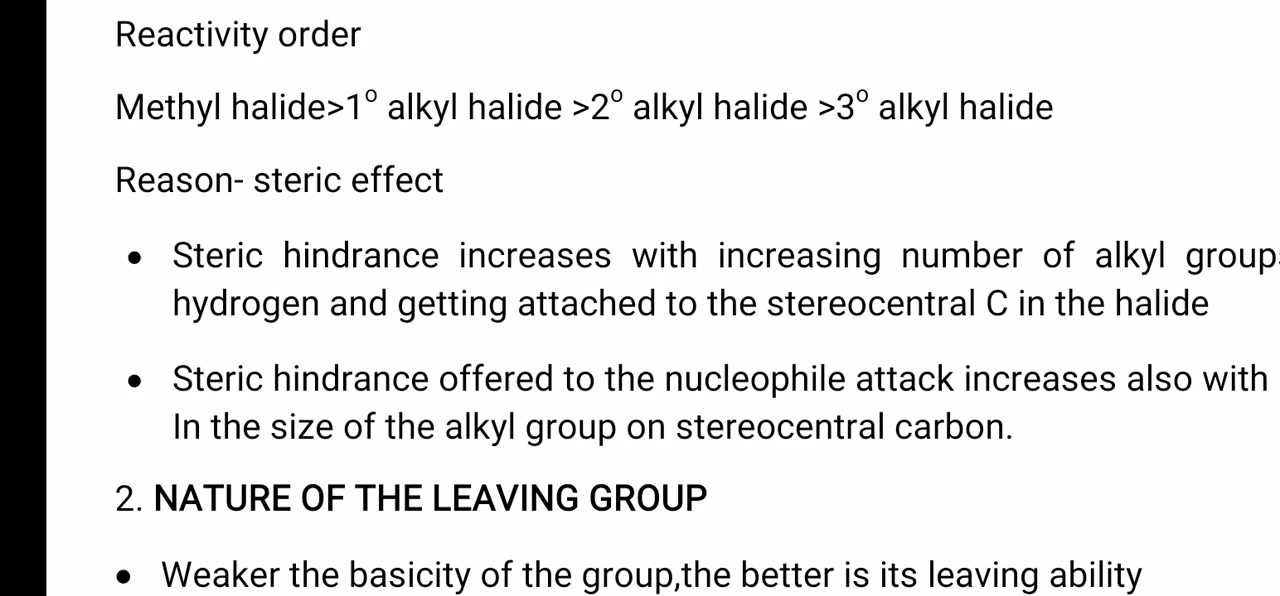 Reactivity order
Methyl halide>1⁰ alkyl halide >2⁰ alkyl halide >3⁰ alkyl halide
Reason- steric effect
• Steric hindrance increases with increasing number of alkyl group
hydrogen and getting attached to the stereocentral C in the halide
• Steric hindrance offered to the nucleophile attack increases also with
In the size of the alkyl group on stereocentral carbon.
2. NATURE OF THE LEAVING GROUP
• Weaker the basicity of the group,the better is its leaving ability